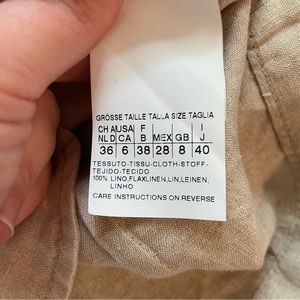 GRÖSSE TAILLE TALLA SIZE TAGLIA
CH A USA F I
NL D CA B MEX GB J
36 6 38 28 8 40
TESSUTO-TISSU-CLOTH-STOFF-
TEJIDO-TECIDO
100% LINO,FLAX,LINEN,LIN,LEINEN,
LINHO
CARE INSTRUCTIONS ON REVERSE